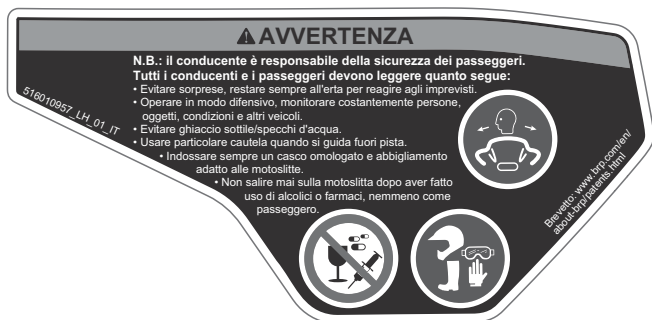 AVVERTENZA
N.B.: il conducente è responsabile della sicurezza dei passeggeri.
Tutti i conducenti e i passeggeri devono leggere quanto segue:
• Evitare sorprese, restare sempre all'erta per reagire agli imprevisti.
• Operare in modo difensivo, monitorare costantemente persone,
oggetti, condizioni e altri veicoli.
• Evitare ghiaccio sottile/specchi d'acqua.
• Usare particolare cautela quando si guida fuori pista.
• Indossare sempre un casco omologato e abbigliamento
adatto alle motoslitte.
• Non salire mai sulla motoslitta dopo aver fatto
uso di alcolici o farmaci, nemmeno come
passeggero.
516010957_LH_01_IT
Brevetto: www.brp.com/en/
about-brp/patents.html